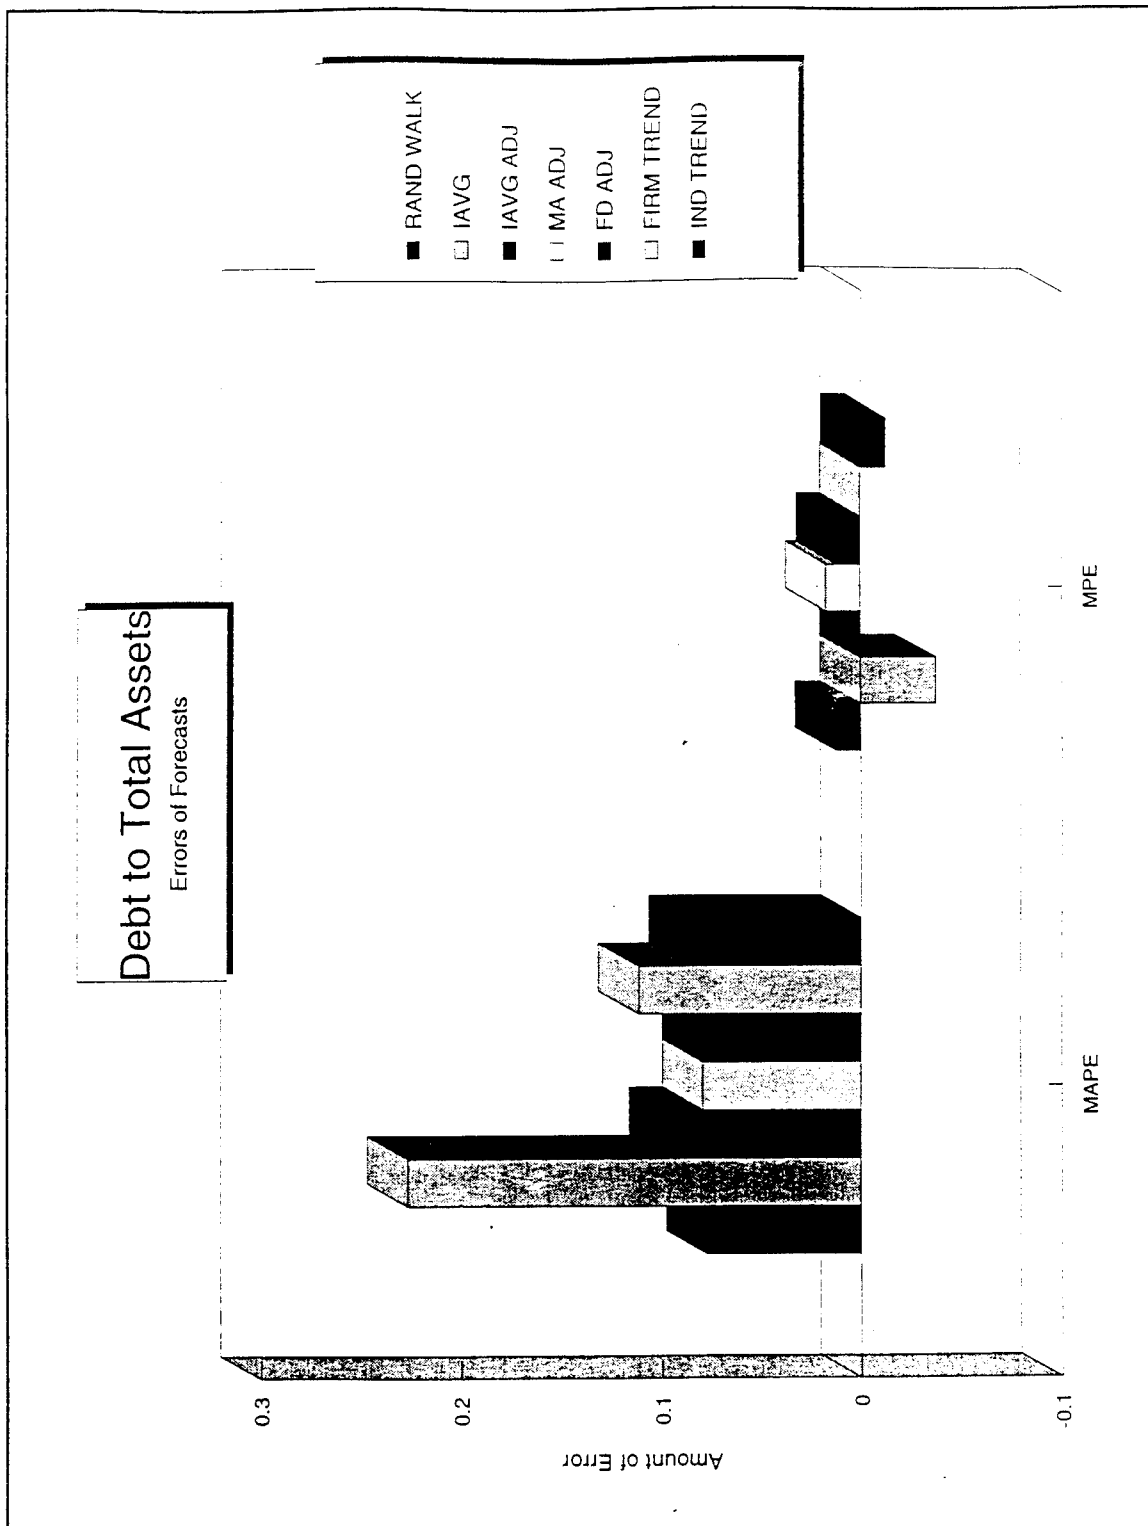 Debt to Total Assets
Errors of Forecasts
Amount of Error
0.3
0.2
0.1
0
-0.1
MAPE
MPE
RAND WALK
IAVG
IAVG ADJ
MA ADJ
FD ADJ
FIRM TREND
IND TREND